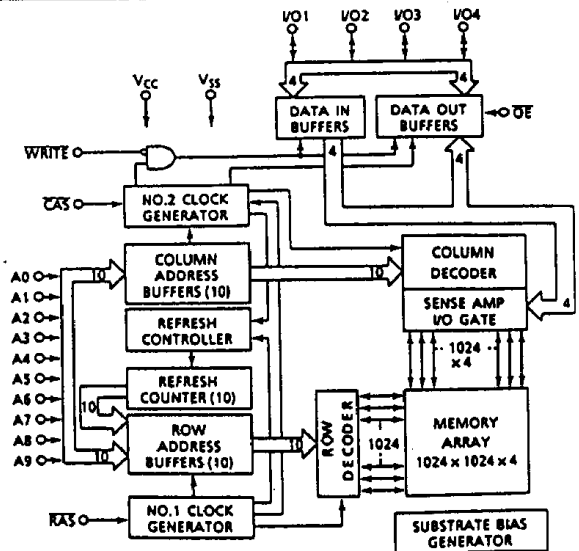 I/O1 I/O2 I/O3 I/O4
4
VCC VSS
DATA IN
BUFFERS
DATA OUT
BUFFERS
OE
WRITE
4
4
CAS
NO.2 CLOCK
GENERATOR
COLUMN
ADDRESS
BUFFERS (10)
10
10
COLUMN
DECODER
SENSE AMP
I/O GATE
4
A0
A1
A2
A3
A4
A5
A6
A7
A8
A9
REFRESH
CONTROLLER
1024
×4
REFRESH
COUNTER (10)
10
ROW
ADDRESS
BUFFERS (10)
10
10
ROW
DECODER
1024
MEMORY
ARRAY
1024 × 1024 × 4
RAS
NO.1 CLOCK
GENERATOR
SUBSTRATE BIAS
GENERATOR